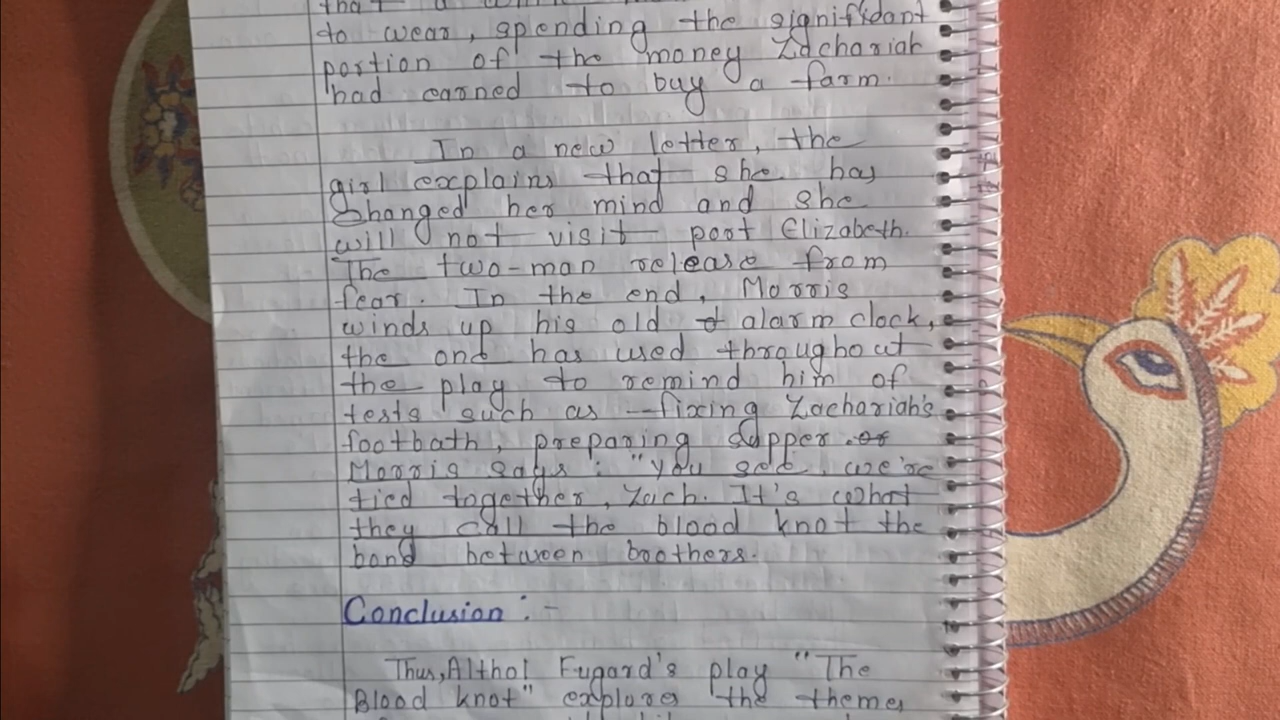 that a
to wear, spending the signifidant
portion of the money Zachariah
had earned to buy a farm.
In a new letter, the
girl explains that she has
changed her mind and she
will not visit poot Elizabeth.
The two-man release from
fear. In the end, Morris
winds up his old alarm clock,
the one has used throughout
the play to remind him of
tests such as fixing Zachariah's
footbath, preparing supper.
Morris says: "you see, we're
tied together, Zach. It's what
they call the blood knot the
bond between boothers.
Conclusion :-
Thus, Althol Fugard's play "The
Blood knot" explores the themes